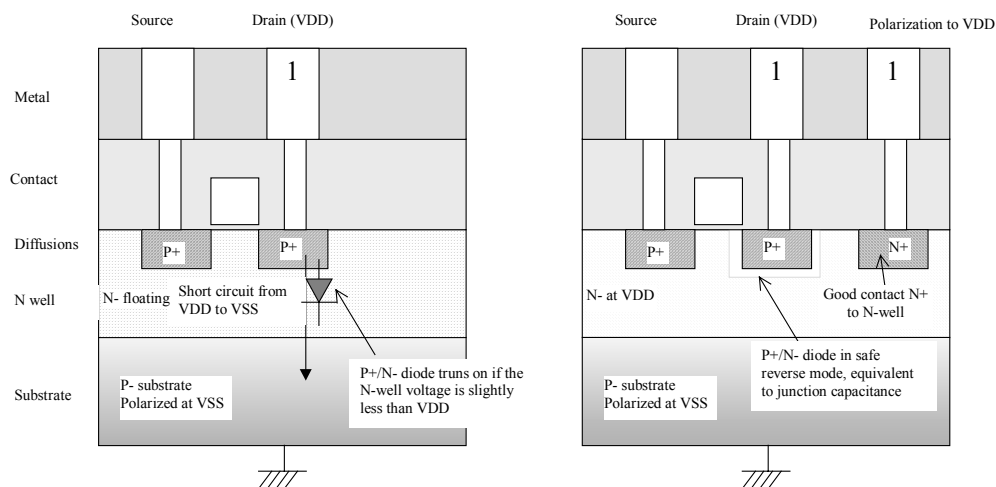 Source
Drain (VDD)
1
Metal
Contact
Diffusions
N well
Substrate
P+
P+
N- floating
Short circuit from
VDD to VSS
P+/N- diode truns on if the
N-well voltage is slightly
less than VDD
P- substrate
Polarized at VSS
Source
Drain (VDD)
Polarization to VDD
1
1
P+
P+
N+
N- at VDD
Good contact N+
to N-well
P+/N- diode in safe
reverse mode, equivalent
to junction capacitance
P- substrate
Polarized at VSS